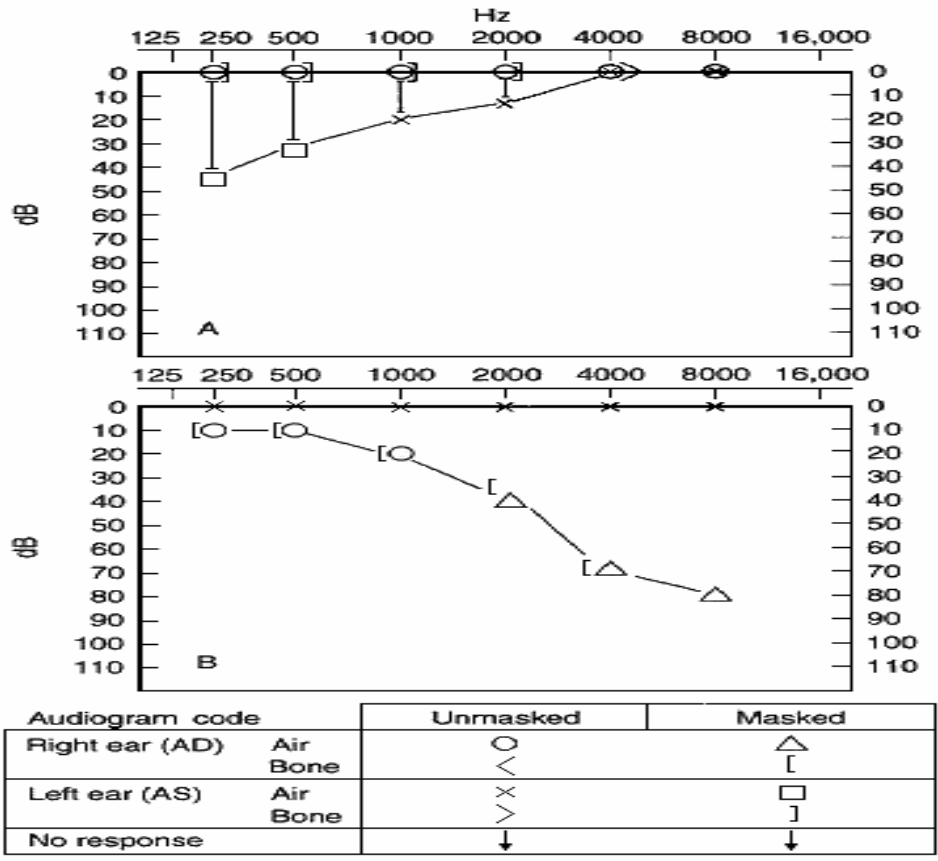 Hz
125 250 500 1000 2000 4000 8000 16,000
0 0
10 10
20 20
30 30
40 40
50 50
60 60
70 70
80 80
90 90
100 100
110 110
dB
A
125 250 500 1000 2000 4000 8000 16,000
0 0
10 10
20 20
30 30
40 40
50 50
60 60
70 70
80 80
90 90
100 100
110 110
dB
B
Audiogram code Unmasked Masked
Right ear (AD) Air
Bone < [
Left ear (AS) Air
Bone > ]
No response ↓ ↓